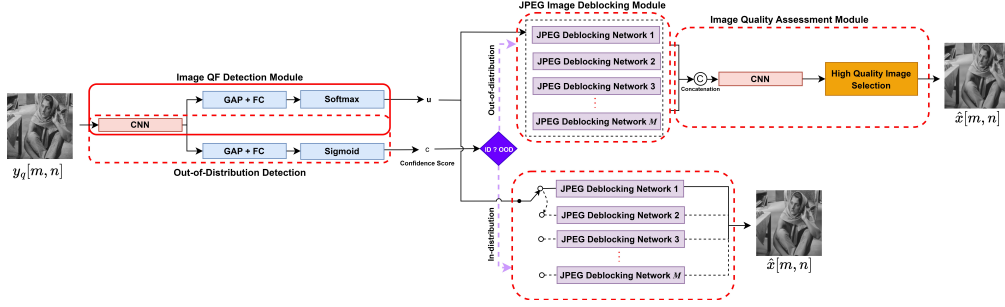 JPEG Image Deblocking Module
Image Quality Assessment Module
JPEG Deblocking Network 1
JPEG Deblocking Network 2
JPEG Deblocking Network 3
JPEG Deblocking Network M
Out-of-distribution
C
Concatenation
CNN
High Quality Image
Selection
x̂[m, n]
Image QF Detection Module
GAP + FC
Softmax
u
CNN
GAP + FC
Sigmoid
c
Confidence Score
ID ? OOD
Out-of-Distribution Detection
y_q[m, n]
In-distribution
JPEG Deblocking Network 1
JPEG Deblocking Network 2
JPEG Deblocking Network 3
JPEG Deblocking Network M
x̂[m, n]